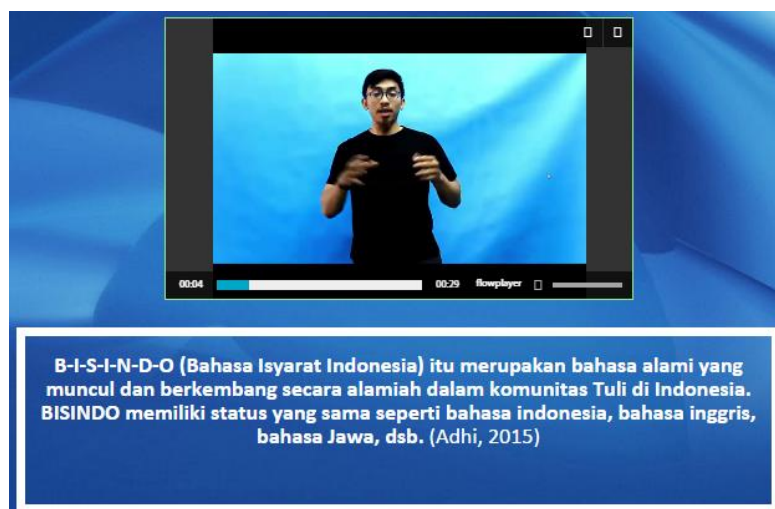 00:04 00:29 flowplayer
B-I-S-I-N-D-O (Bahasa Isyarat Indonesia) itu merupakan bahasa alami yang
muncul dan berkembang secara alamiah dalam komunitas Tuli di Indonesia.
BISINDO memiliki status yang sama seperti bahasa indonesia, bahasa inggris,
bahasa Jawa, dsb. (Adhi, 2015)